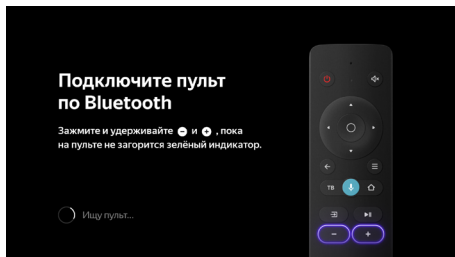 Подключите пульт
по Bluetooth
Зажмите и удерживайте − и + , пока
на пульте не загорится зелёный индикатор.
Ищу пульт...
ТВ